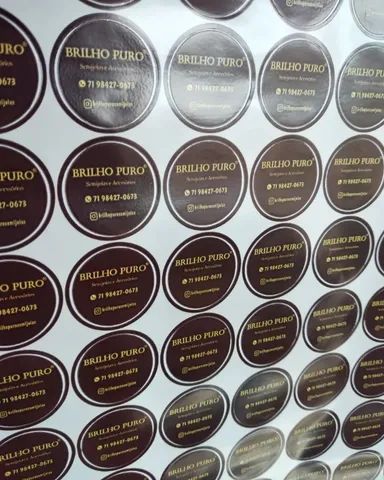 BRILHO PURO®
Semijoias e Acessórios
71 98427-0673
brilhopurosemijoias